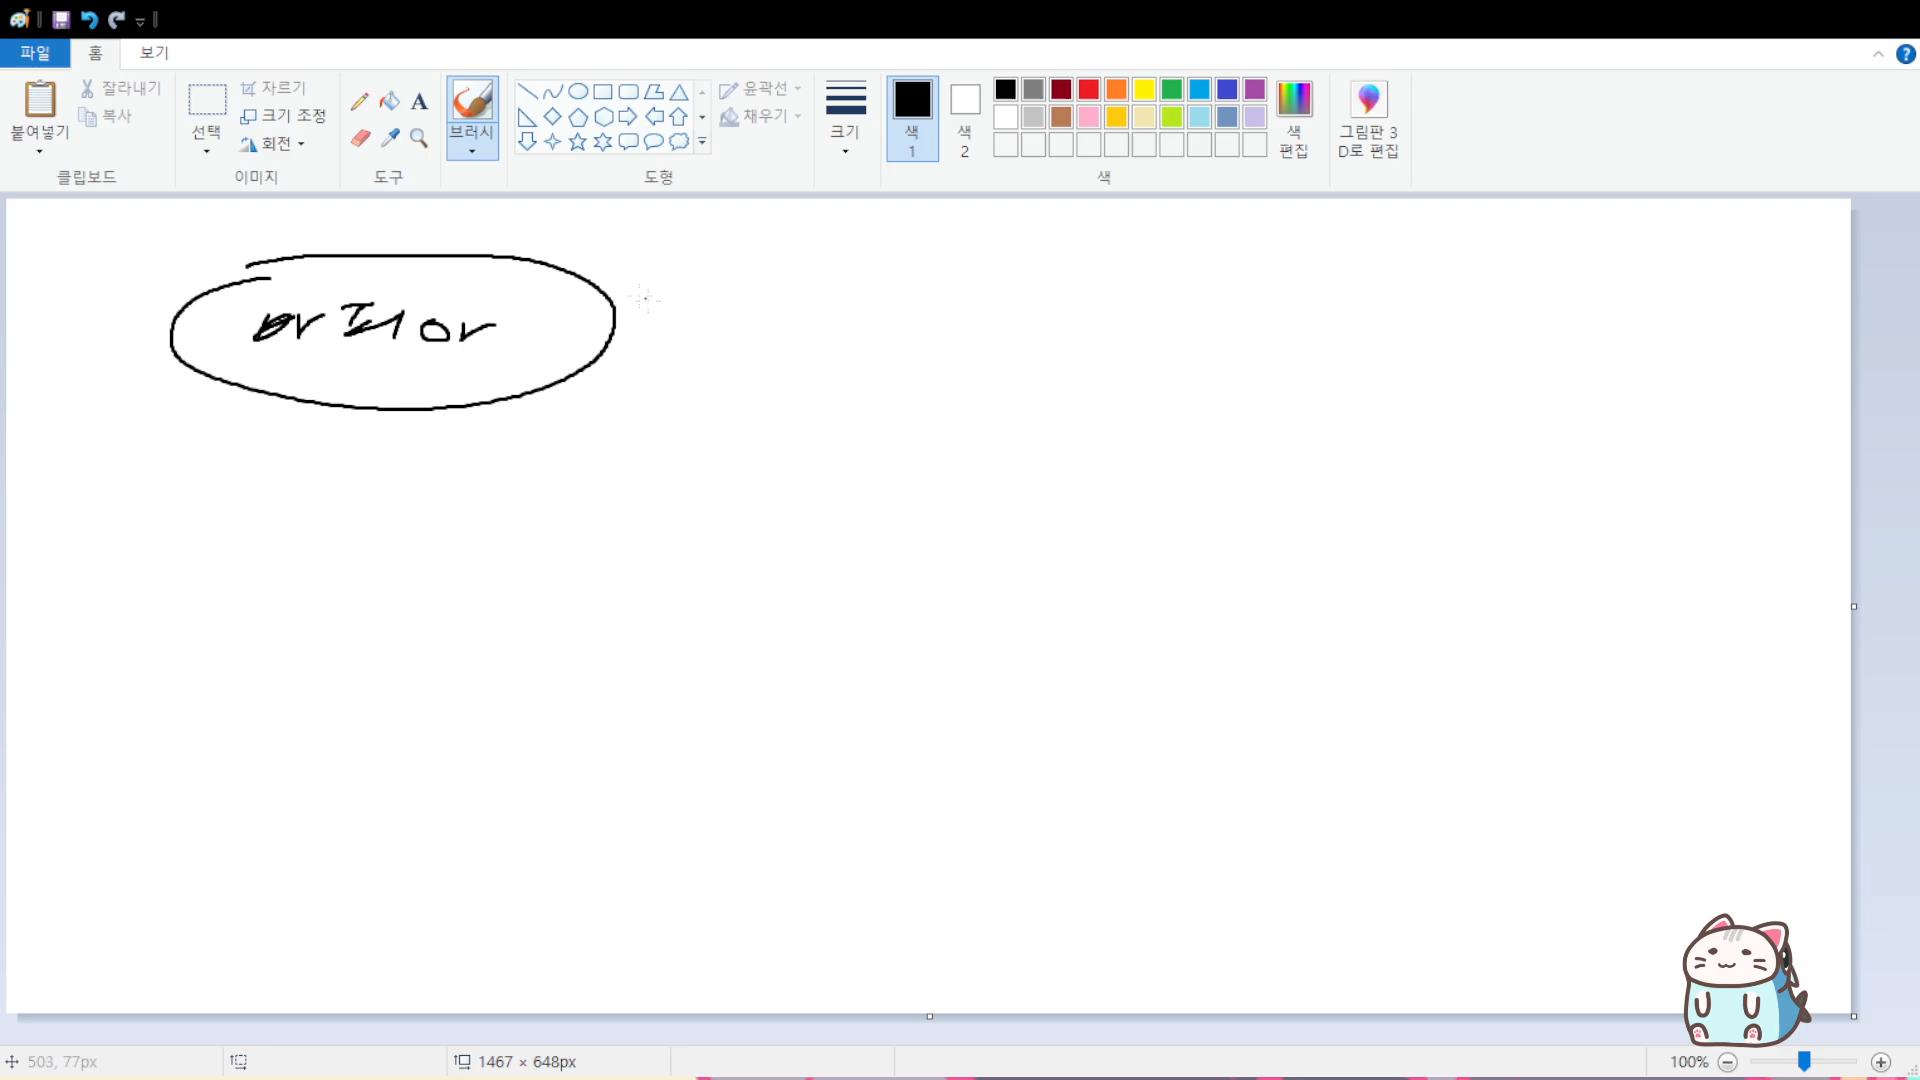 파일 홈 보기
붙여넣기 잘라내기 복사 클립보드
선택 자르기 크기 조정 회전 이미지
A
도구
브러시
윤곽선 채우기 도형
크기
색 1 색 2 색 편집 색
그림판 3D로 편집
503, 77px 1467 × 648px 100%